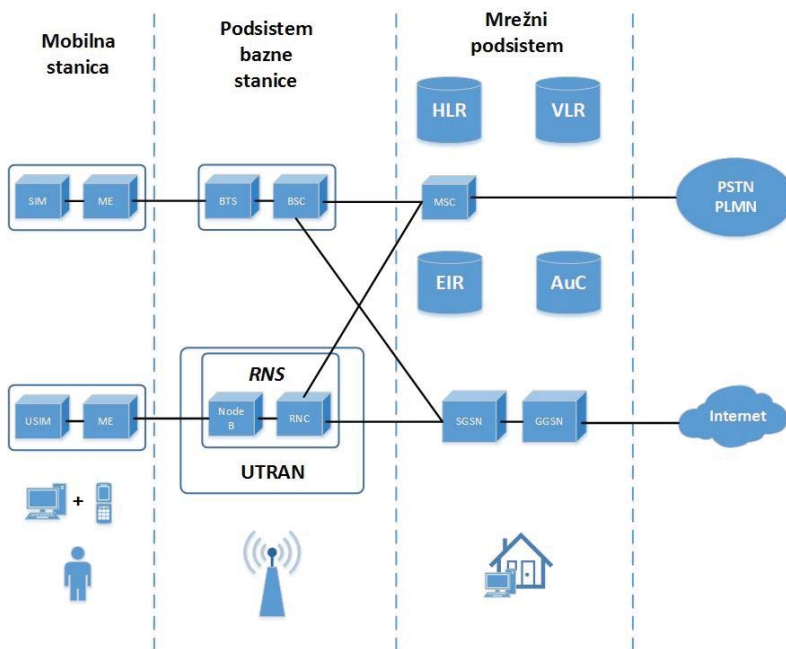 Mobilna
stanica
Podsistem
bazne
stanice
Mrežni
podsistem
HLR
VLR
SIM
ME
BTS
BSC
MSC
PSTN
PLMN
EIR
AuC
RNS
USIM
ME
Node
B
RNC
SGSN
GGSN
Internet
UTRAN
+